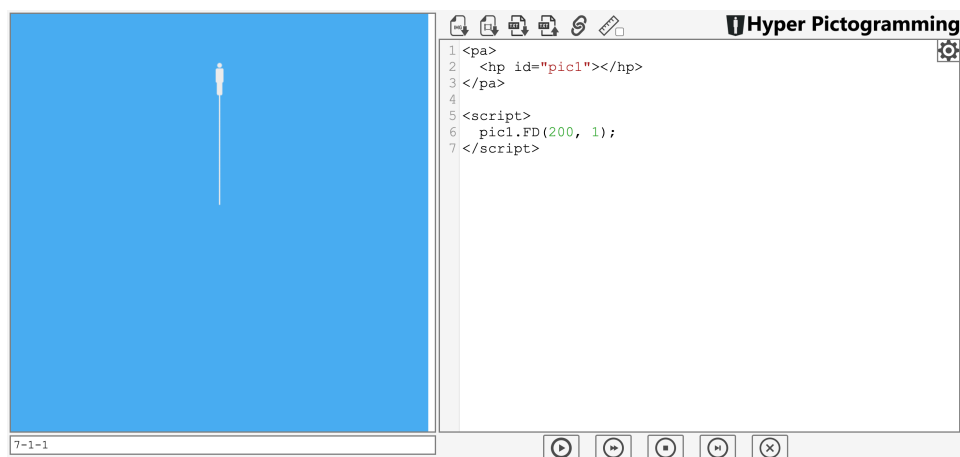 Hyper Pictogramming
1 <pa>
2   <hp id="pic1"></hp>
3 </pa>
4
5 <script>
6   pic1.FD(200, 1);
7 </script>
7-1-1